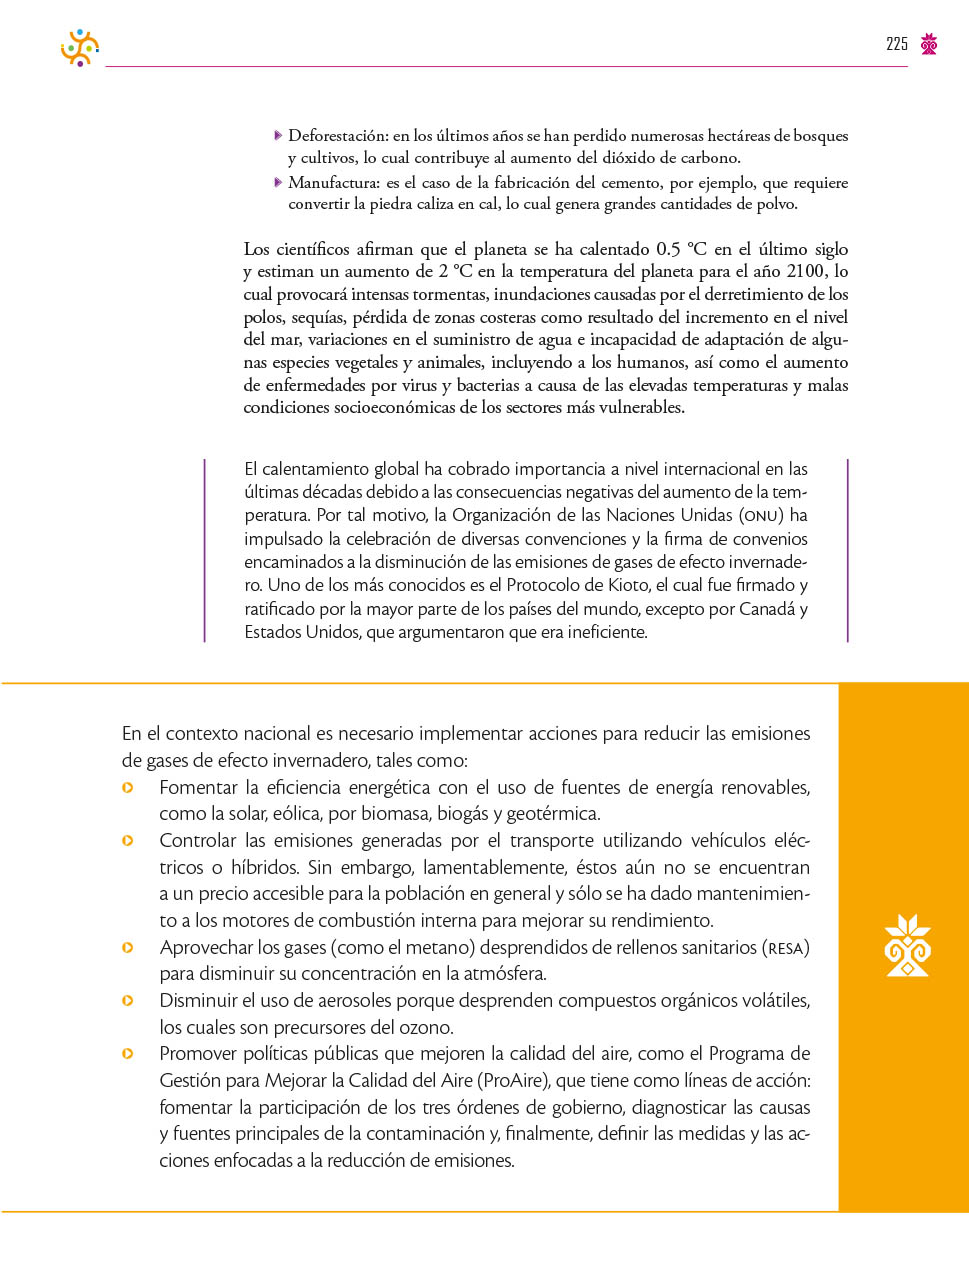 225
Deforestación: en los últimos años se han perdido numerosas hectáreas de bosques
y cultivos, lo cual contribuye al aumento del dióxido de carbono.
Manufactura: es el caso de la fabricación del cemento, por ejemplo, que requiere
convertir la piedra caliza en cal, lo cual genera grandes cantidades de polvo.
Los científicos afirman que el planeta se ha calentado 0.5 °C en el último siglo
y estiman un aumento de 2 °C en la temperatura del planeta para el año 2100, lo
cual provocará intensas tormentas, inundaciones causadas por el derretimiento de los
polos, sequías, pérdida de zonas costeras como resultado del incremento en el nivel
del mar, variaciones en el suministro de agua e incapacidad de adaptación de algu-
nas especies vegetales y animales, incluyendo a los humanos, así como el aumento
de enfermedades por virus y bacterias a causa de las elevadas temperaturas y malas
condiciones socioeconómicas de los sectores más vulnerables.
El calentamiento global ha cobrado importancia a nivel internacional en las
últimas décadas debido a las consecuencias negativas del aumento de la tem-
peratura. Por tal motivo, la Organización de las Naciones Unidas (ONU) ha
impulsado la celebración de diversas convenciones y la firma de convenios
encaminados a la disminución de las emisiones de gases de efecto invernade-
ro. Uno de los más conocidos es el Protocolo de Kioto, el cual fue firmado y
ratificado por la mayor parte de los países del mundo, excepto por Canadá y
Estados Unidos, que argumentaron que era ineficiente.
En el contexto nacional es necesario implementar acciones para reducir las emisiones
de gases de efecto invernadero, tales como:
Fomentar la eficiencia energética con el uso de fuentes de energía renovables,
como la solar, eólica, por biomasa, biogás y geotérmica.
Controlar las emisiones generadas por el transporte utilizando vehículos eléc-
tricos o híbridos. Sin embargo, lamentablemente, éstos aún no se encuentran
a un precio accesible para la población en general y sólo se ha dado mantenimien-
to a los motores de combustión interna para mejorar su rendimiento.
Aprovechar los gases (como el metano) desprendidos de rellenos sanitarios (RESA)
para disminuir su concentración en la atmósfera.
Disminuir el uso de aerosoles porque desprenden compuestos orgánicos volátiles,
los cuales son precursores del ozono.
Promover políticas públicas que mejoren la calidad del aire, como el Programa de
Gestión para Mejorar la Calidad del Aire (ProAire), que tiene como líneas de acción:
fomentar la participación de los tres órdenes de gobierno, diagnosticar las causas
y fuentes principales de la contaminación y, finalmente, definir las medidas y las ac-
ciones enfocadas a la reducción de emisiones.